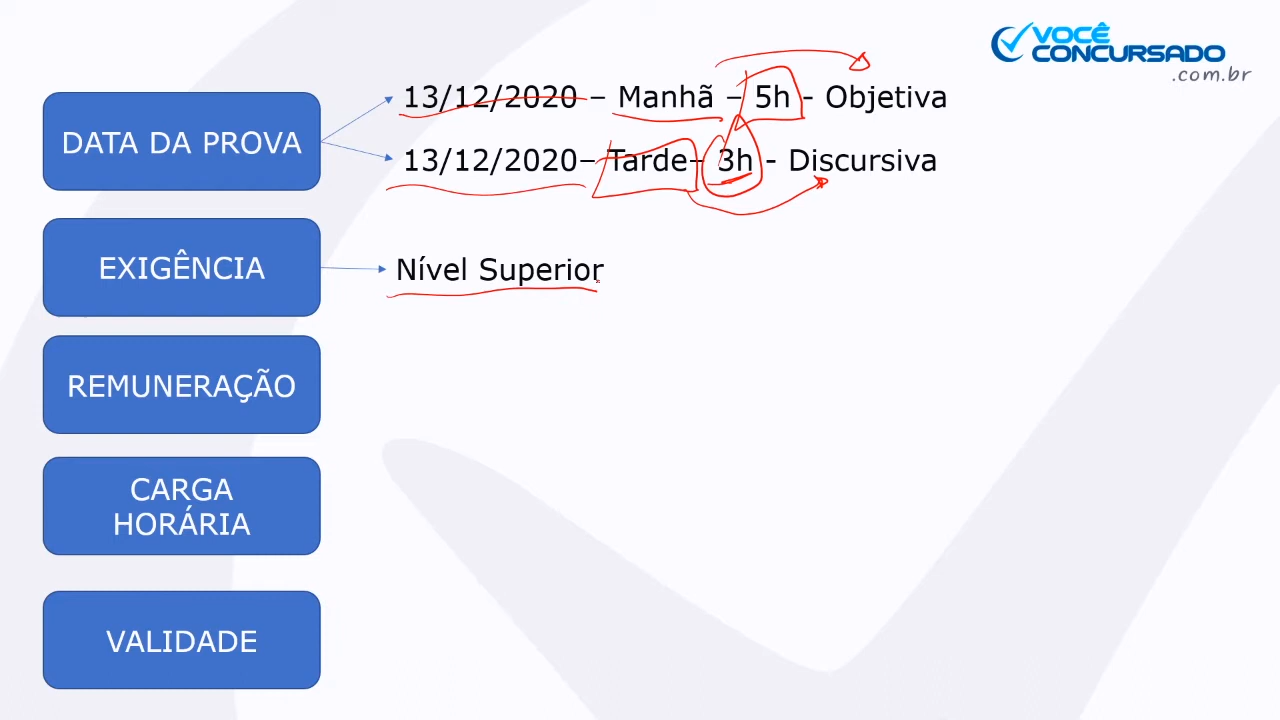 VOCÊ
CONCURSADO
.com.br
DATA DA PROVA
13/12/2020 – Manhã – 5h - Objetiva
13/12/2020– Tarde– 3h - Discursiva
EXIGÊNCIA
Nível Superior
REMUNERAÇÃO
CARGA
HORÁRIA
VALIDADE